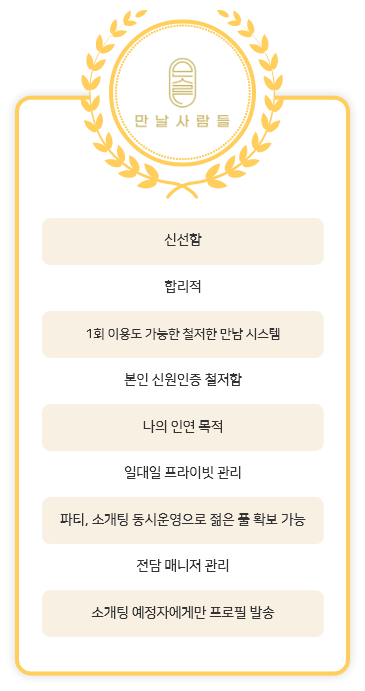 만날사람들
신선함
합리적
1회 이용도 가능한 철저한 만남 시스템
본인 신원인증 철저함
나의 인연 목적
일대일 프라이빗 관리
파티, 소개팅 동시운영으로 젊은 풀 확보 가능
전담 매니저 관리
소개팅 예정자에게만 프로필 발송